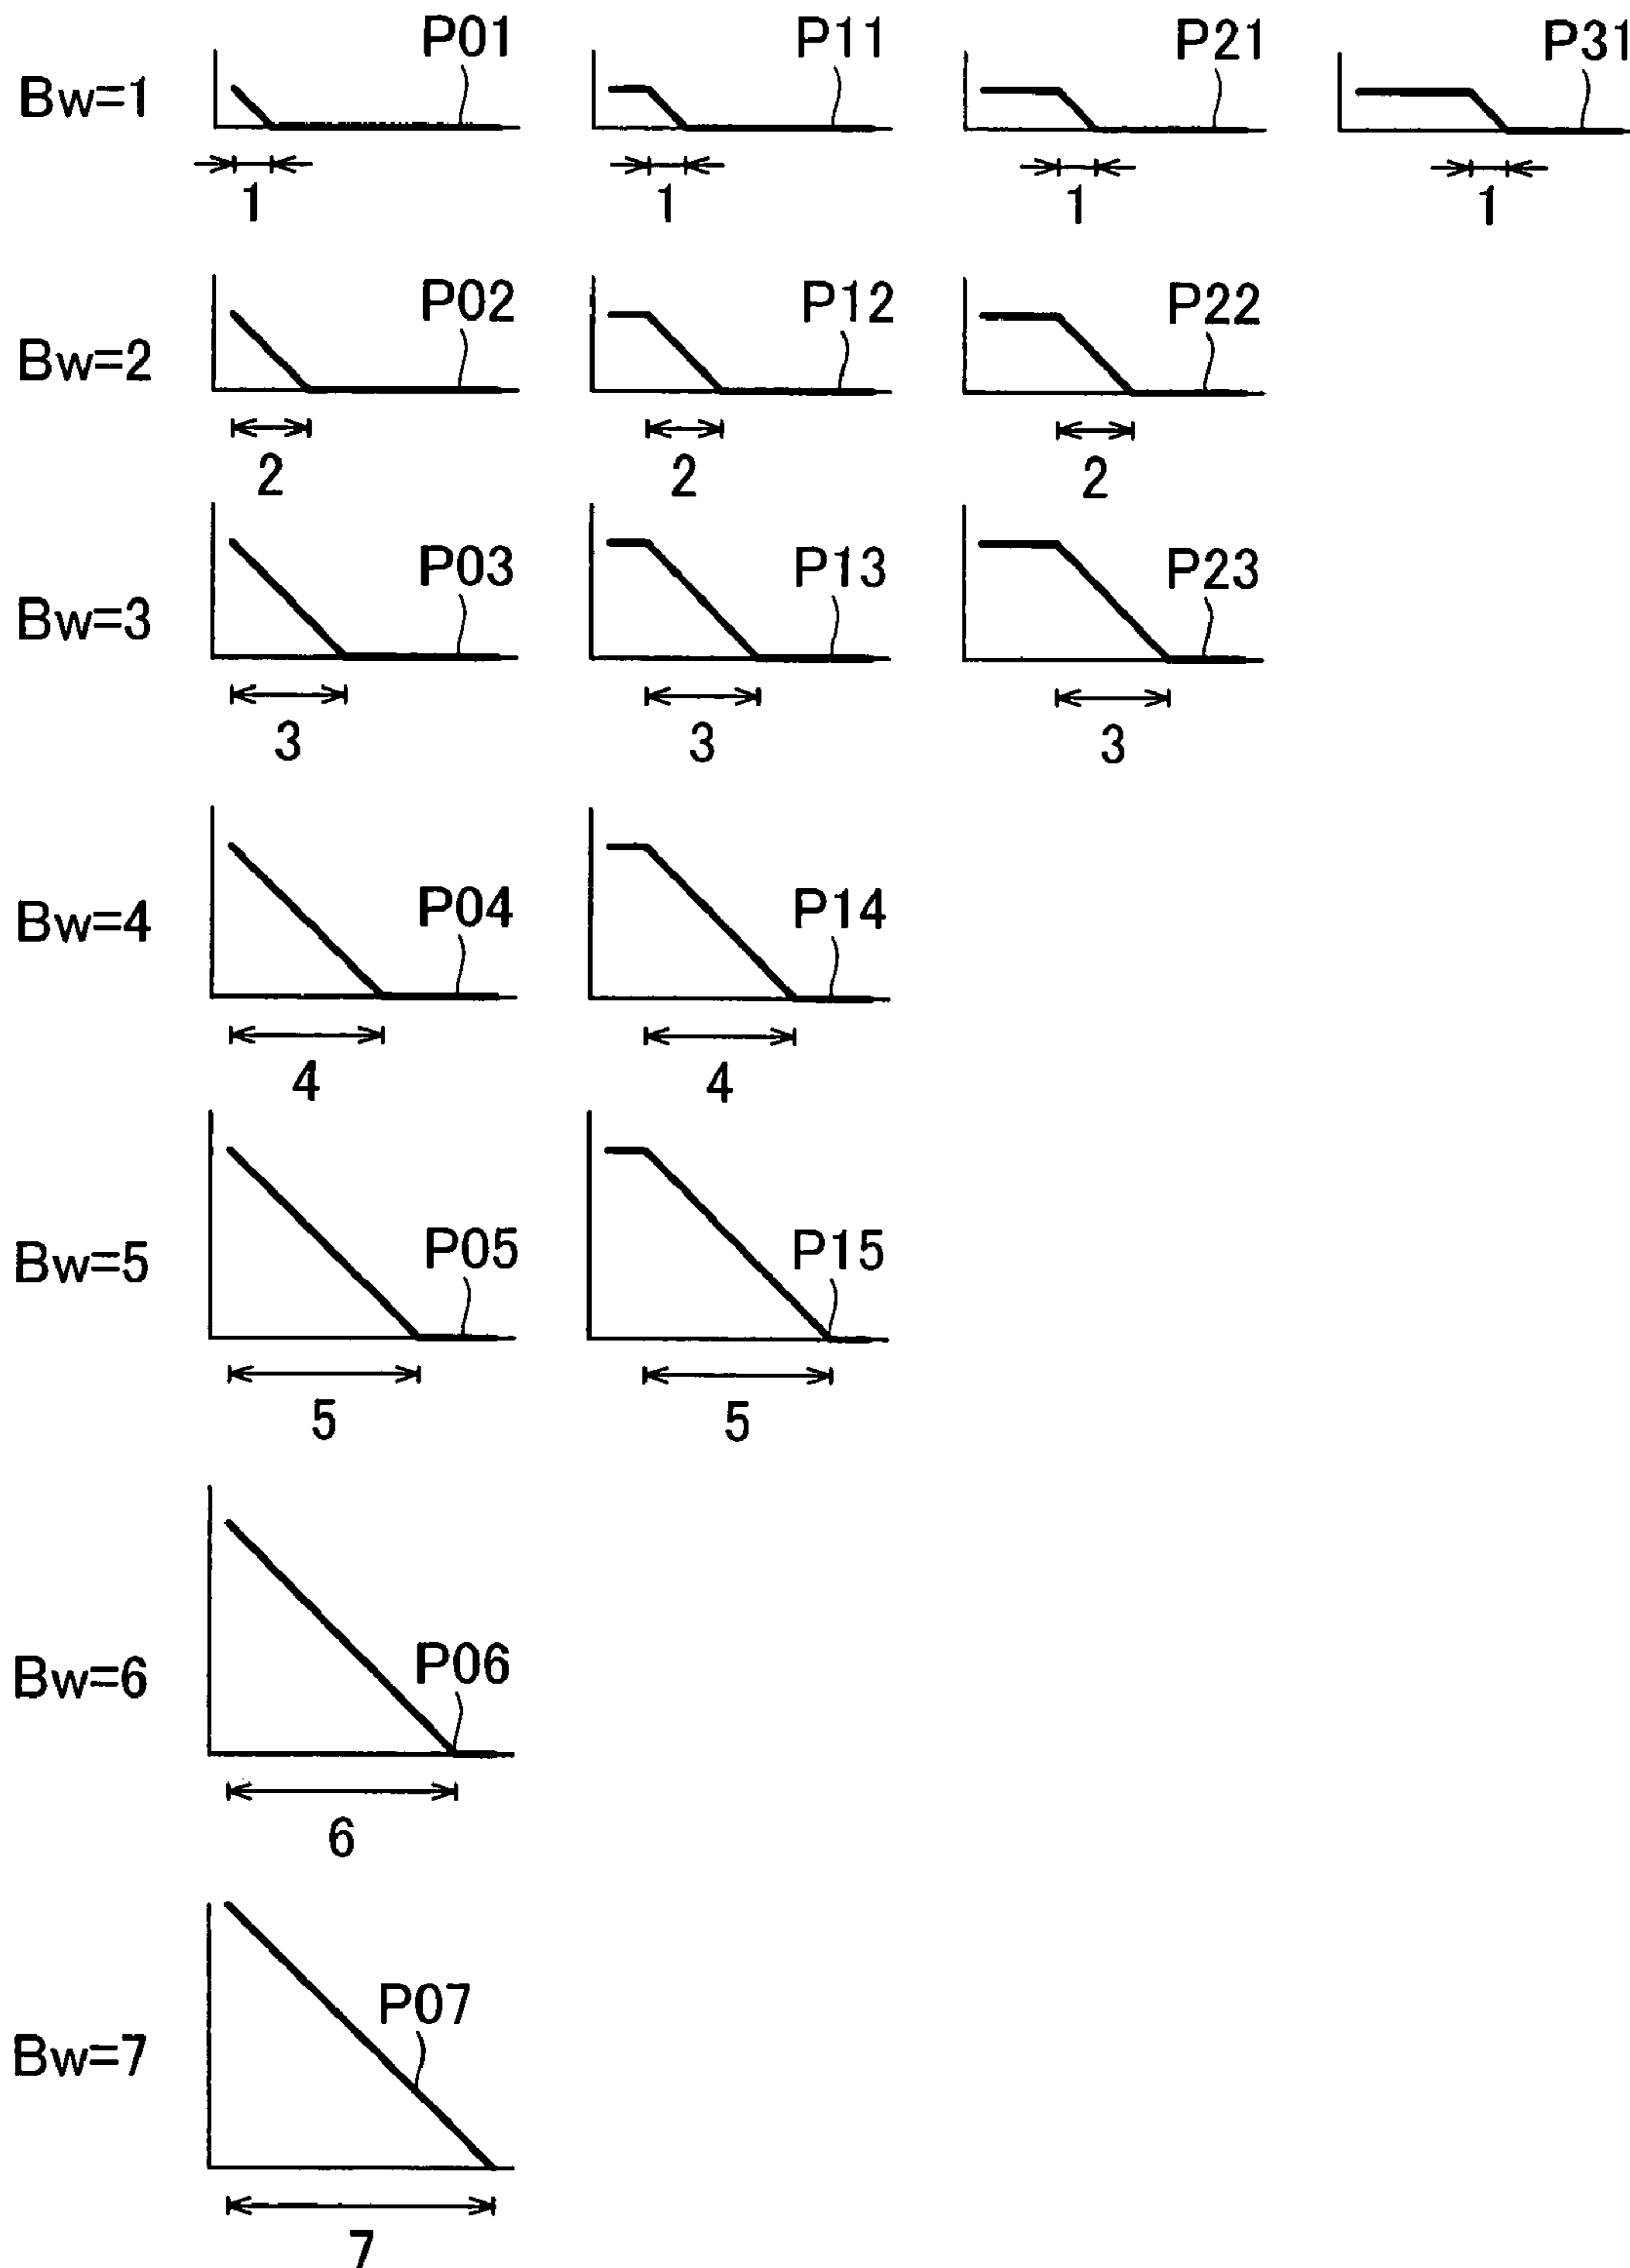 P01 P11 P21 P31
Bw=1
1 1 1 1
P02 P12 P22
Bw=2
2 2 2
P03 P13 P23
Bw=3
3 3 3
P04 P14
Bw=4
4 4
P05 P15
Bw=5
5 5
P06
Bw=6
6
P07
Bw=7
7